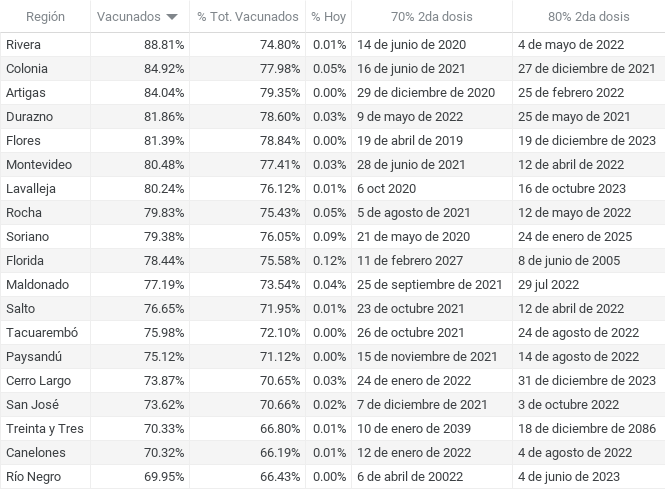 Región Vacunados % Tot. Vacunados % Hoy 70% 2da dosis 80% 2da dosis
Rivera 88.81% 74.80% 0.01% 14 de junio de 2020 4 de mayo de 2022
Colonia 84.92% 77.98% 0.05% 16 de junio de 2021 27 de diciembre de 2021
Artigas 84.04% 79.35% 0.00% 29 de diciembre de 2020 25 de febrero 2022
Durazno 81.86% 78.60% 0.03% 9 de mayo de 2022 25 de mayo de 2021
Flores 81.39% 78.84% 0.00% 19 de abril de 2019 19 de diciembre de 2023
Montevideo 80.48% 77.41% 0.03% 28 de junio de 2021 12 de abril de 2022
Lavalleja 80.24% 76.12% 0.01% 6 oct 2020 16 de octubre de 2023
Rocha 79.83% 75.43% 0.05% 5 de agosto de 2021 12 de mayo de 2022
Soriano 79.38% 76.05% 0.09% 21 de mayo de 2020 24 de enero de 2025
Florida 78.44% 75.58% 0.12% 11 de febrero 2027 8 de junio de 2005
Maldonado 77.19% 73.54% 0.04% 25 de septiembre de 2021 29 jul 2022
Salto 76.65% 71.95% 0.01% 23 de octubre 2021 12 de abril de 2022
Tacuarembó 75.98% 72.10% 0.00% 26 de octubre 2021 24 de agosto de 2022
Paysandú 75.12% 71.12% 0.00% 15 de noviembre de 2021 14 de agosto de 2022
Cerro Largo 73.87% 70.65% 0.03% 24 de enero de 2022 31 de diciembre de 2023
San José 73.62% 70.66% 0.02% 7 de diciembre de 2021 3 de octubre de 2022
Treinta y Tres 70.33% 66.80% 0.01% 10 de enero de 2039 18 de diciembre de 2086
Canelones 70.32% 66.19% 0.01% 12 de enero de 2022 4 de agosto de 2022
Río Negro 69.95% 66.43% 0.00% 6 de abril de 20022 4 de junio de 2023